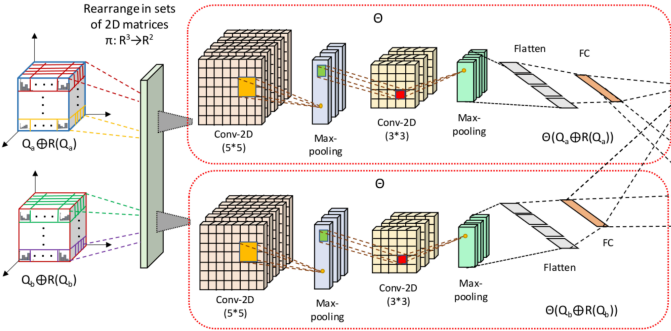 Rearrange in sets
of 2D matrices
π: R³→R²
Θ
Flatten
FC
Conv-2D
(5*5)
Max-
pooling
Conv-2D
(3*3)
Max-
pooling
Θ(Qₐ⊕R(Qₐ))
Qₐ⊕R(Qₐ)
Θ
Conv-2D
(5*5)
Max-
pooling
Conv-2D
(3*3)
Max-
pooling
Flatten
FC
Θ(Q_b⊕R(Q_b))
Q_b⊕R(Q_b)